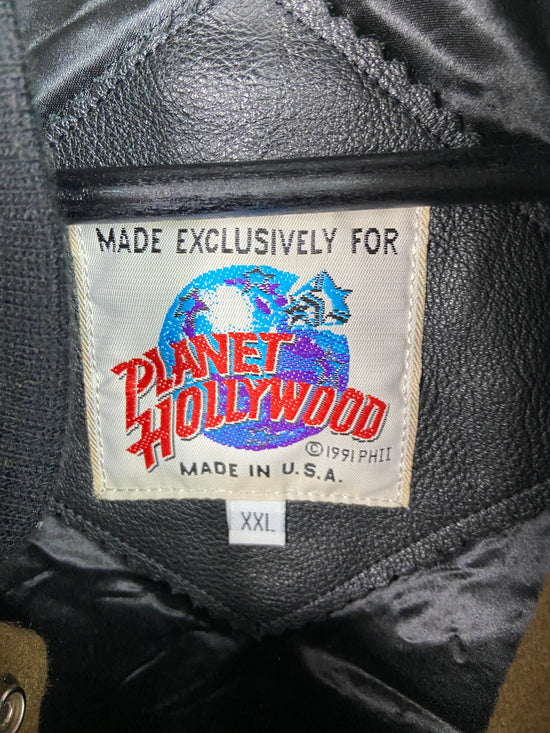 MADE EXCLUSIVELY FOR
PLANET
HOLLYWOOD
©1991 PHII
MADE IN U.S.A.
XXL